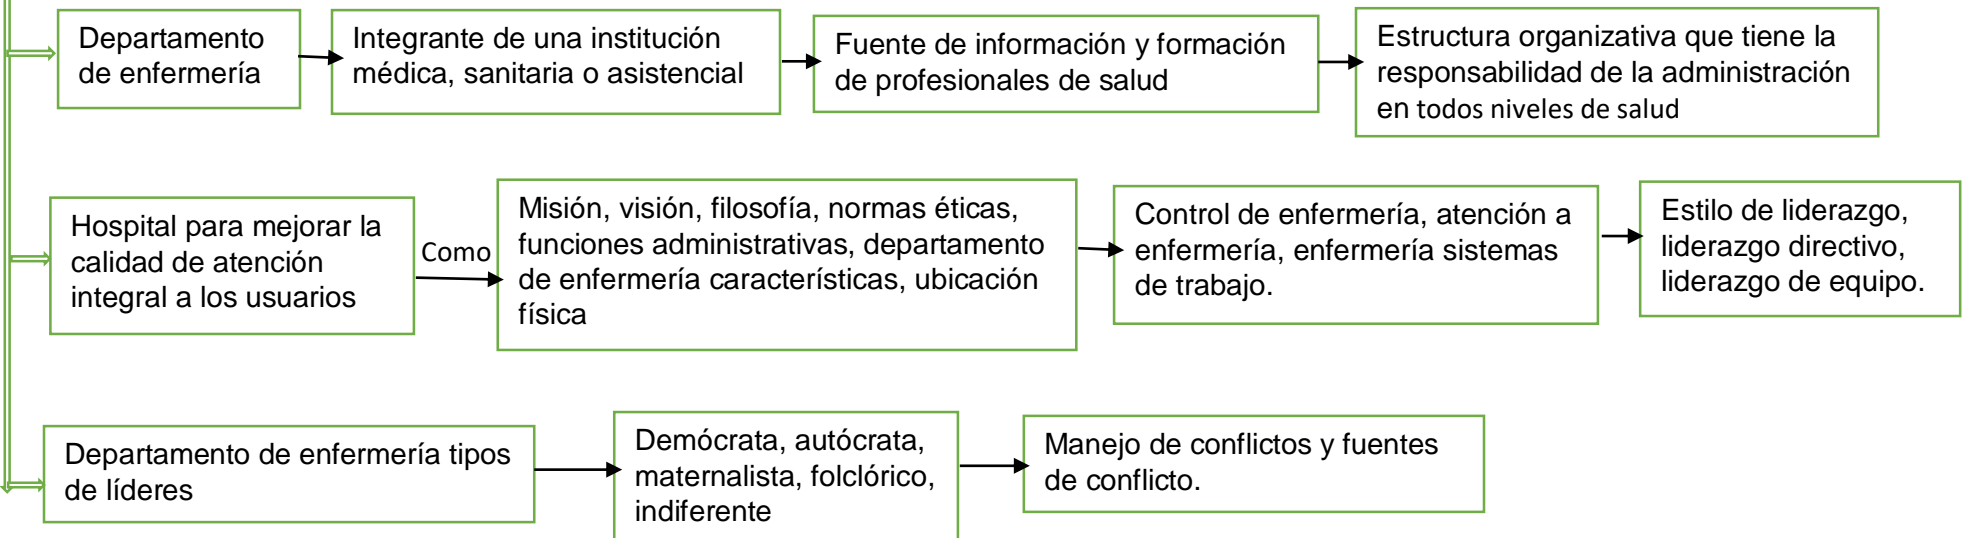 Departamento
de enfermería
Integrante de una institución
médica, sanitaria o asistencial
Fuente de información y formación
de profesionales de salud
Estructura organizativa que tiene la
responsabilidad de la administración
en todos niveles de salud
Hospital para mejorar la
calidad de atención
integral a los usuarios
Como
Misión, visión, filosofía, normas éticas,
funciones administrativas, departamento
de enfermería características, ubicación
física
Control de enfermería, atención a
enfermería, enfermería sistemas
de trabajo.
Estilo de liderazgo,
liderazgo directivo,
liderazgo de equipo.
Departamento de enfermería tipos
de líderes
Demócrata, autócrata,
maternalista, folclórico,
indiferente
Manejo de conflictos y fuentes
de conflicto.